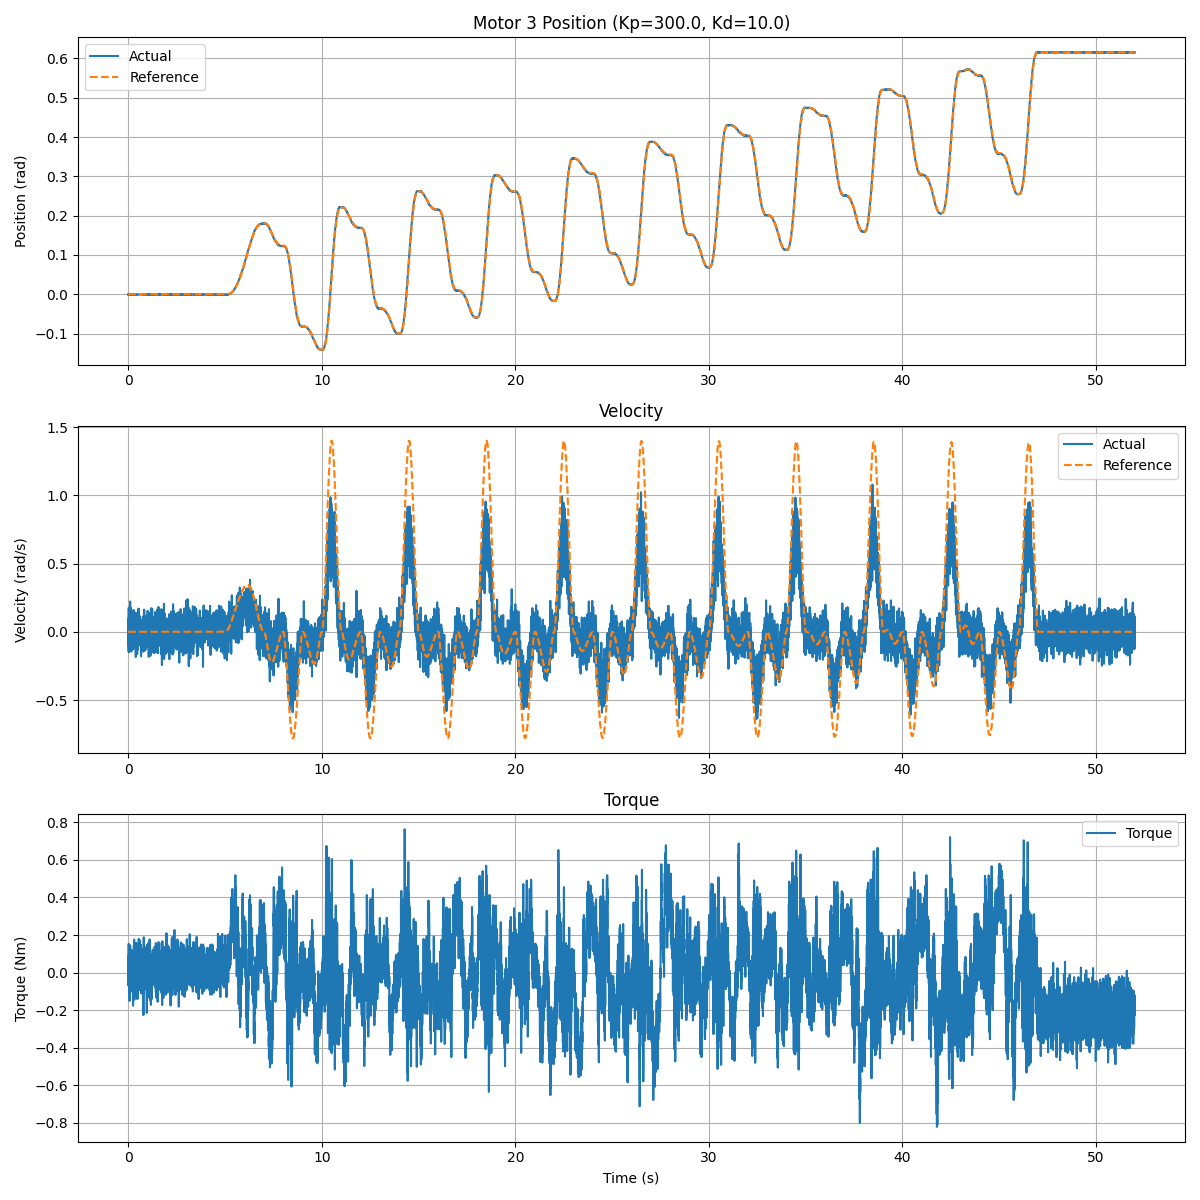 Motor 3 Position (Kp=300.0, Kd=10.0)
Actual
Reference
Position (rad)
0.6
0.5
0.4
0.3
0.2
0.1
0.0
−0.1
0 10 20 30 40 50
Velocity
Actual
Reference
Velocity (rad/s)
1.5
1.0
0.5
0.0
−0.5
0 10 20 30 40 50
Torque
Torque
Torque (Nm)
0.8
0.6
0.4
0.2
0.0
−0.2
−0.4
−0.6
−0.8
0 10 20 30 40 50
Time (s)